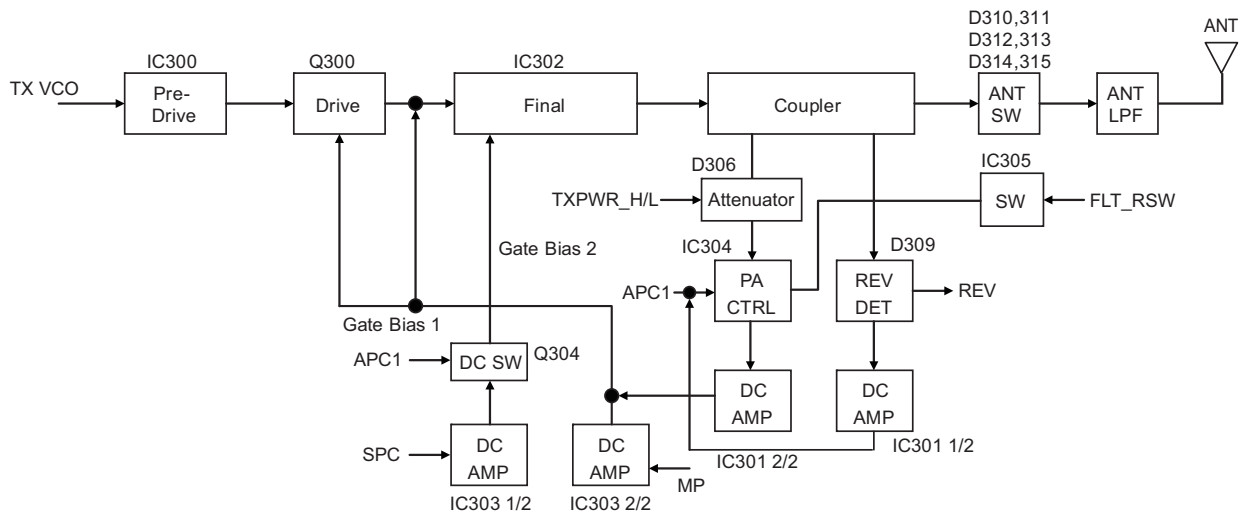 D310,311
D312,313
D314,315
ANT
IC300
Q300
IC302
TX VCO
Pre-
Drive
Drive
Final
Coupler
ANT
SW
ANT
LPF
D306
IC305
TXPWR_H/L
Attenuator
SW
FLT_RSW
Gate Bias 2
IC304
D309
APC1
PA
CTRL
REV
DET
REV
Gate Bias 1
APC1
DC SW
Q304
DC
AMP
DC
AMP
SPC
DC
AMP
DC
AMP
MP
IC301 2/2
IC301 1/2
IC303 1/2
IC303 2/2